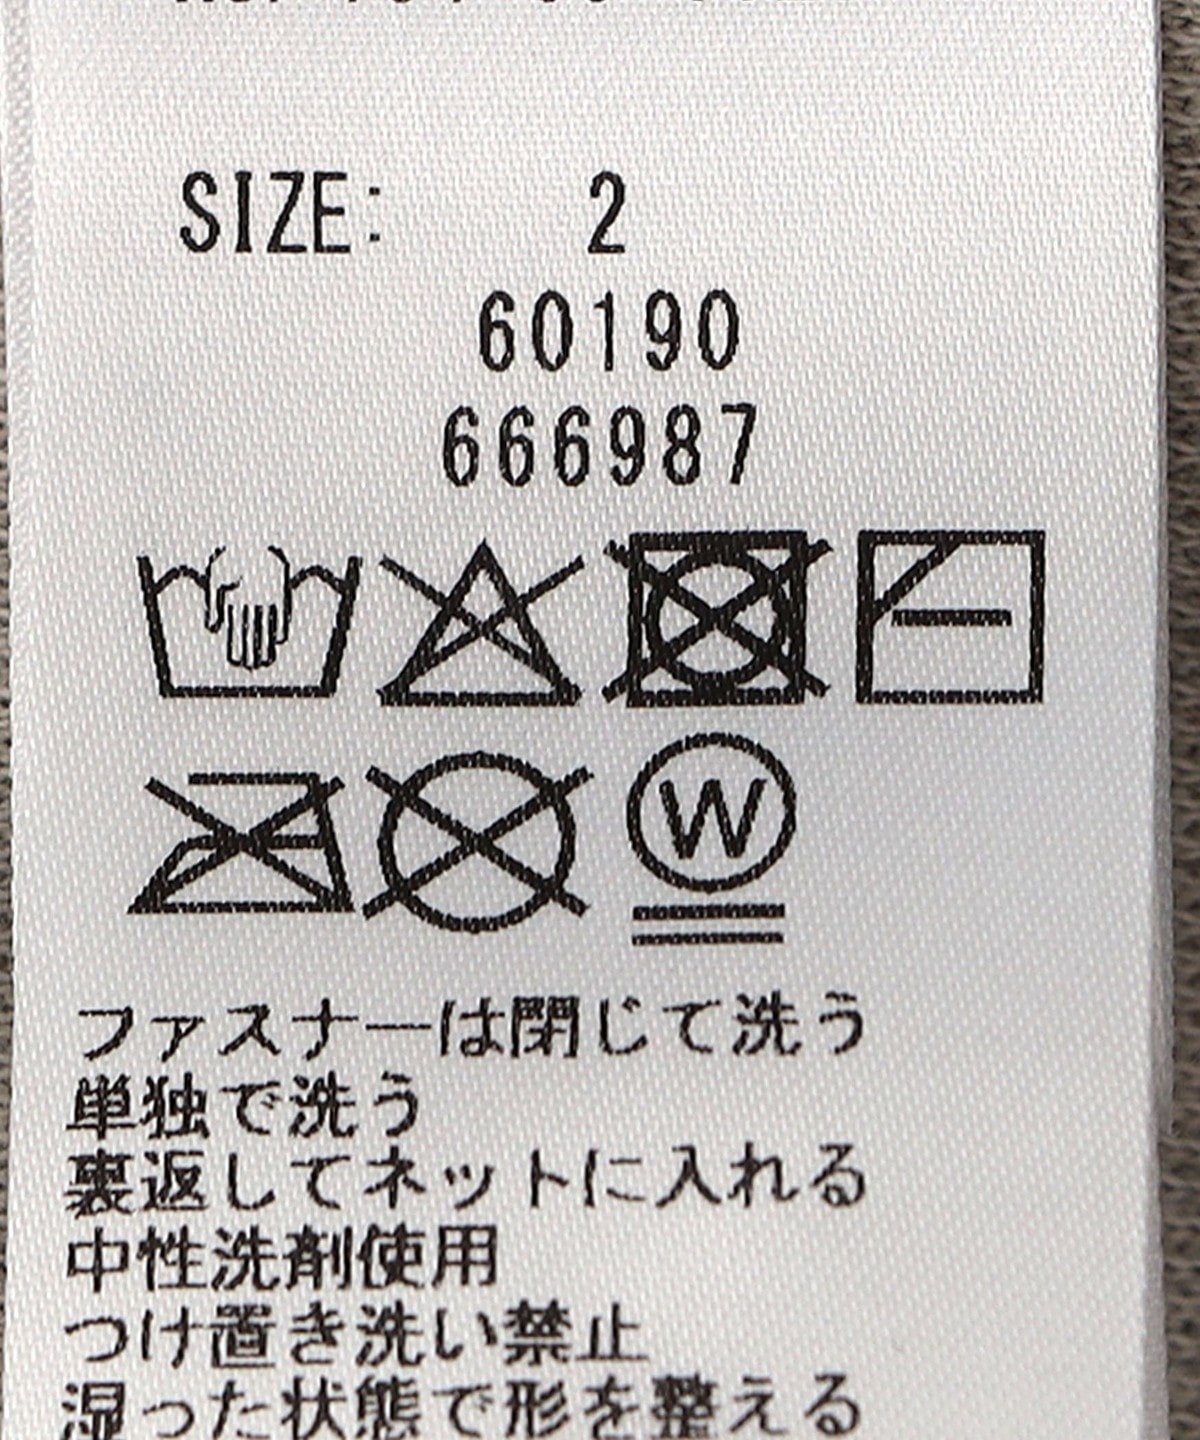 SIZE: 2
60190
666987
W
ファスナーは閉じて洗う
単独で洗う
裏返してネットに入れる
中性洗剤使用
つけ置き洗い禁止
湿った状態で形を整える